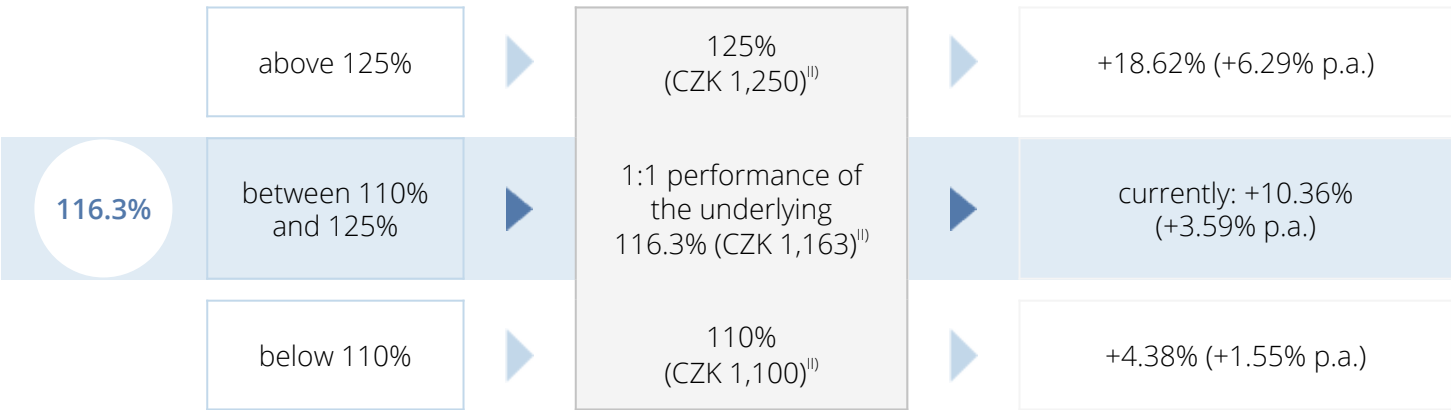 above 125%
125%
(CZK 1,250)II)
+18.62% (+6.29% p.a.)
116.3%
between 110%
and 125%
1:1 performance of
the underlying
116.3% (CZK 1,163)II)
currently: +10.36%
(+3.59% p.a.)
below 110%
110%
(CZK 1,100)II)
+4.38% (+1.55% p.a.)